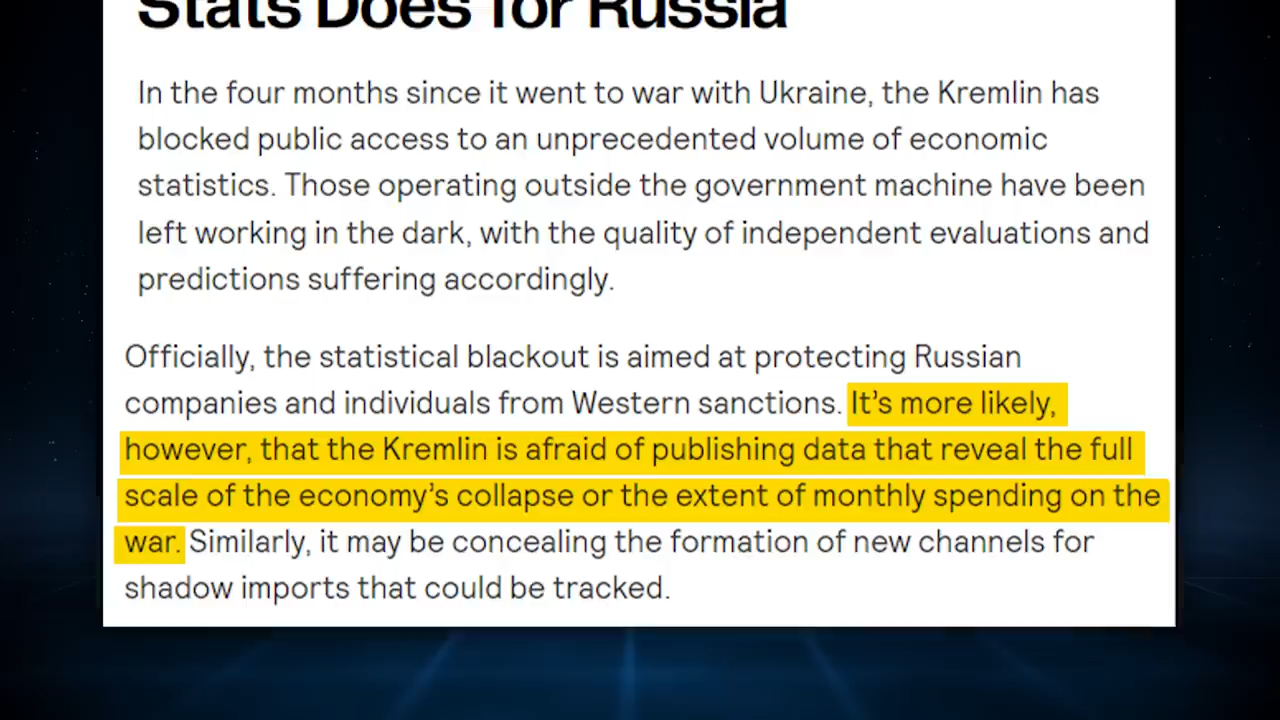 Stats Does for Russia
In the four months since it went to war with Ukraine, the Kremlin has
blocked public access to an unprecedented volume of economic
statistics. Those operating outside the government machine have been
left working in the dark, with the quality of independent evaluations and
predictions suffering accordingly.
Officially, the statistical blackout is aimed at protecting Russian
companies and individuals from Western sanctions. It’s more likely,
however, that the Kremlin is afraid of publishing data that reveal the full
scale of the economy’s collapse or the extent of monthly spending on the
war. Similarly, it may be concealing the formation of new channels for
shadow imports that could be tracked.